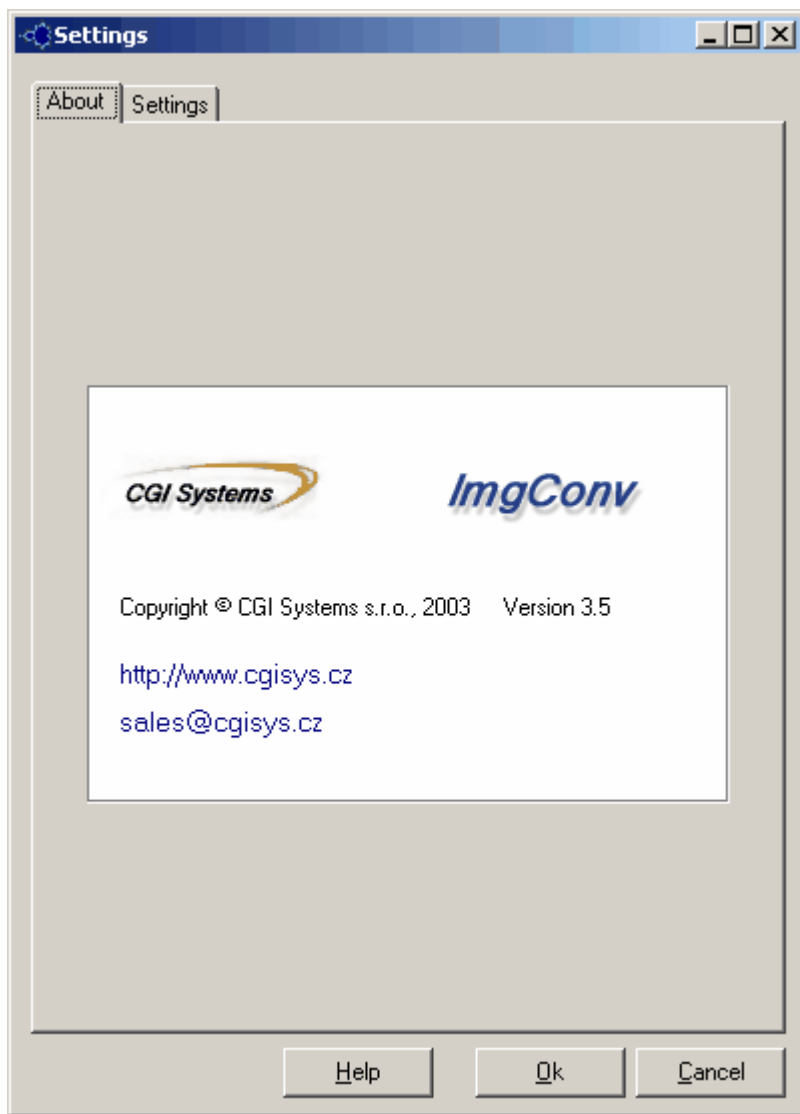 Settings
About Settings
CGI Systems ImgConv
Copyright © CGI Systems s.r.o., 2003 Version 3.5
http://www.cgisys.cz
sales@cgisys.cz
Help Ok Cancel